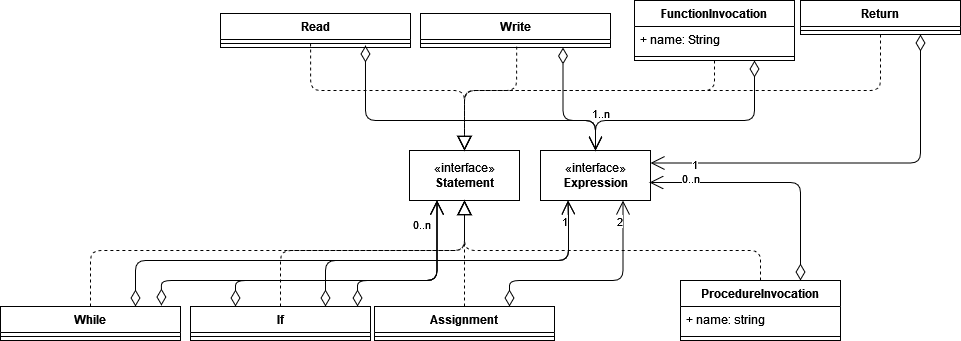 Read
Write
FunctionInvocation
+ name: String
Return
1..n
«interface»
Statement
«interface»
Expression
1
0..n
0..n
1
2
While
If
Assignment
ProcedureInvocation
+ name: string